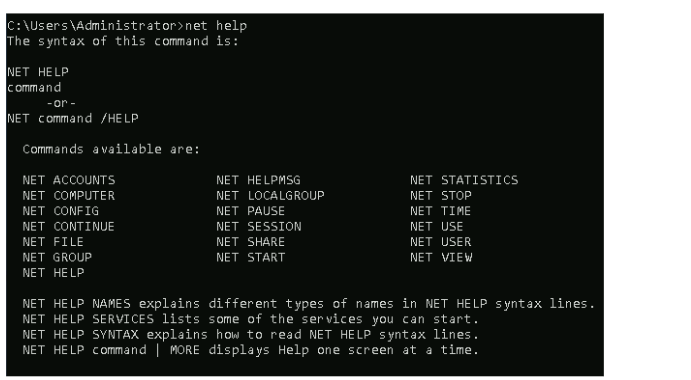 C:\Users\Administrator>net help
The syntax of this command is:
NET HELP
command
-or-
NET command /HELP
Commands available are:
NET ACCOUNTS NET HELPMSG NET STATISTICS
NET COMPUTER NET LOCALGROUP NET STOP
NET CONFIG NET PAUSE NET TIME
NET CONTINUE NET SESSION NET USE
NET FILE NET SHARE NET USER
NET GROUP NET START NET VIEW
NET HELP
NET HELP NAMES explains different types of names in NET HELP syntax lines.
NET HELP SERVICES lists some of the services you can start.
NET HELP SYNTAX explains how to read NET HELP syntax lines.
NET HELP command | MORE displays Help one screen at a time.